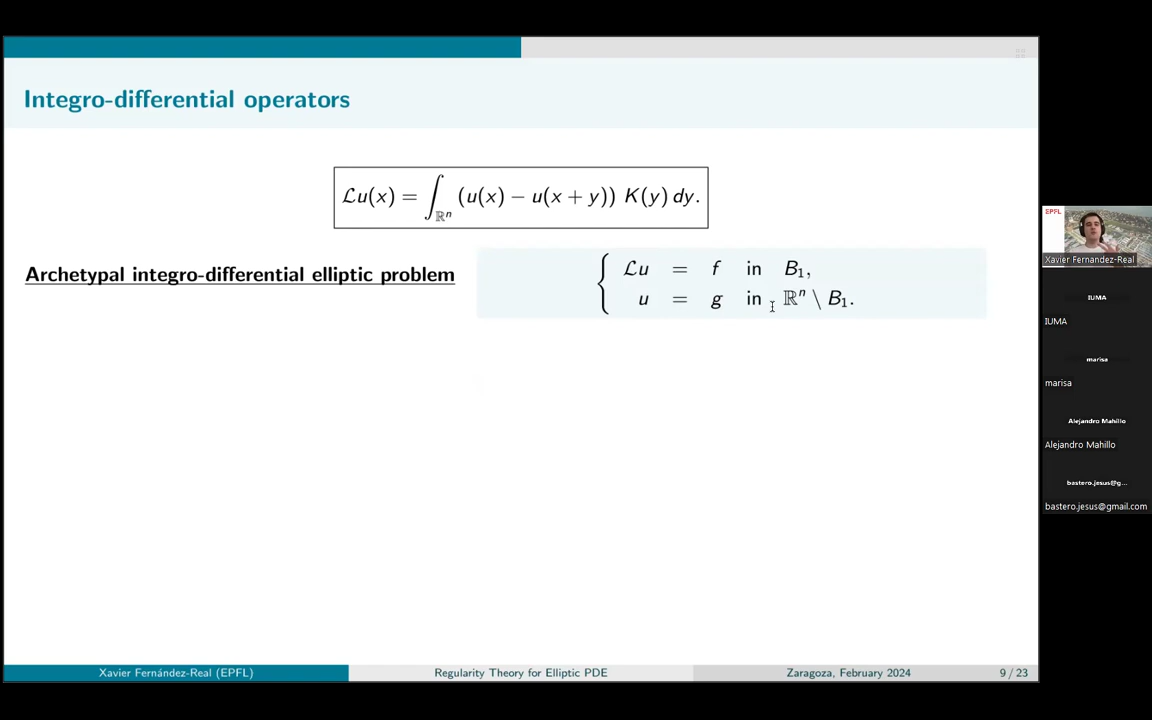 Integro-differential operators
ℒu(x) = ∫_{ℝⁿ} (u(x) − u(x + y)) K(y) dy.
Archetypal integro-differential elliptic problem
{ ℒu = f in B₁,
u = g in ℝⁿ \ B₁.
EPFL
Xavier Fernandez-Real
IUMA
IUMA
marisa
marisa
Alejandro Mahillo
Alejandro Mahillo
bastero.jesus@g...
bastero.jesus@gmail.com
Xavier Fernández-Real (EPFL)
Regularity Theory for Elliptic PDE
Zaragoza, February 2024
9 / 23